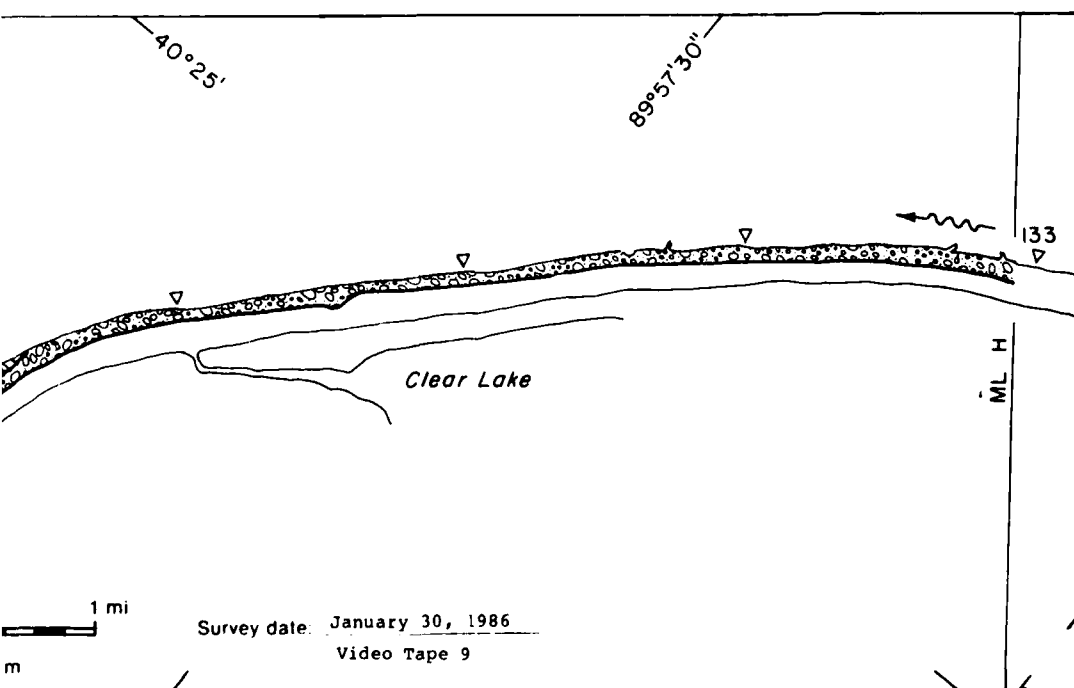 40°25'
89°57'30"
133
ML H
Clear Lake
1 mi
m
Survey date: January 30, 1986
Video Tape 9